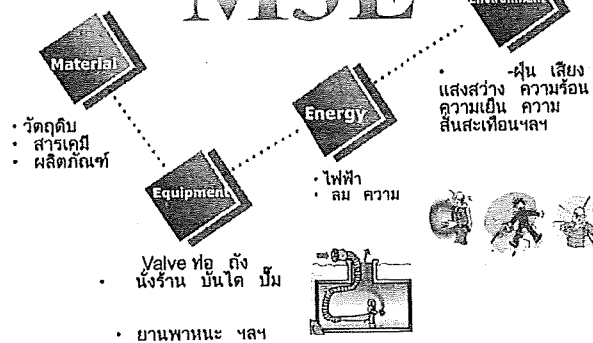 M3E
Environment
Material
• -ฝุ่น เสียง
แสงสว่าง ความร้อน
ความเย็น ความ
สั่นสะเทือนฯลฯ
Energy
• วัตถุดิบ
• สารเคมี
• ผลิตภัณฑ์
Equipment
• ไฟฟ้า
• ลม ความ
Valve ท่อ ถัง
• นั่งร้าน บันได ปั๊ม
• ยานพาหนะ ฯลฯ